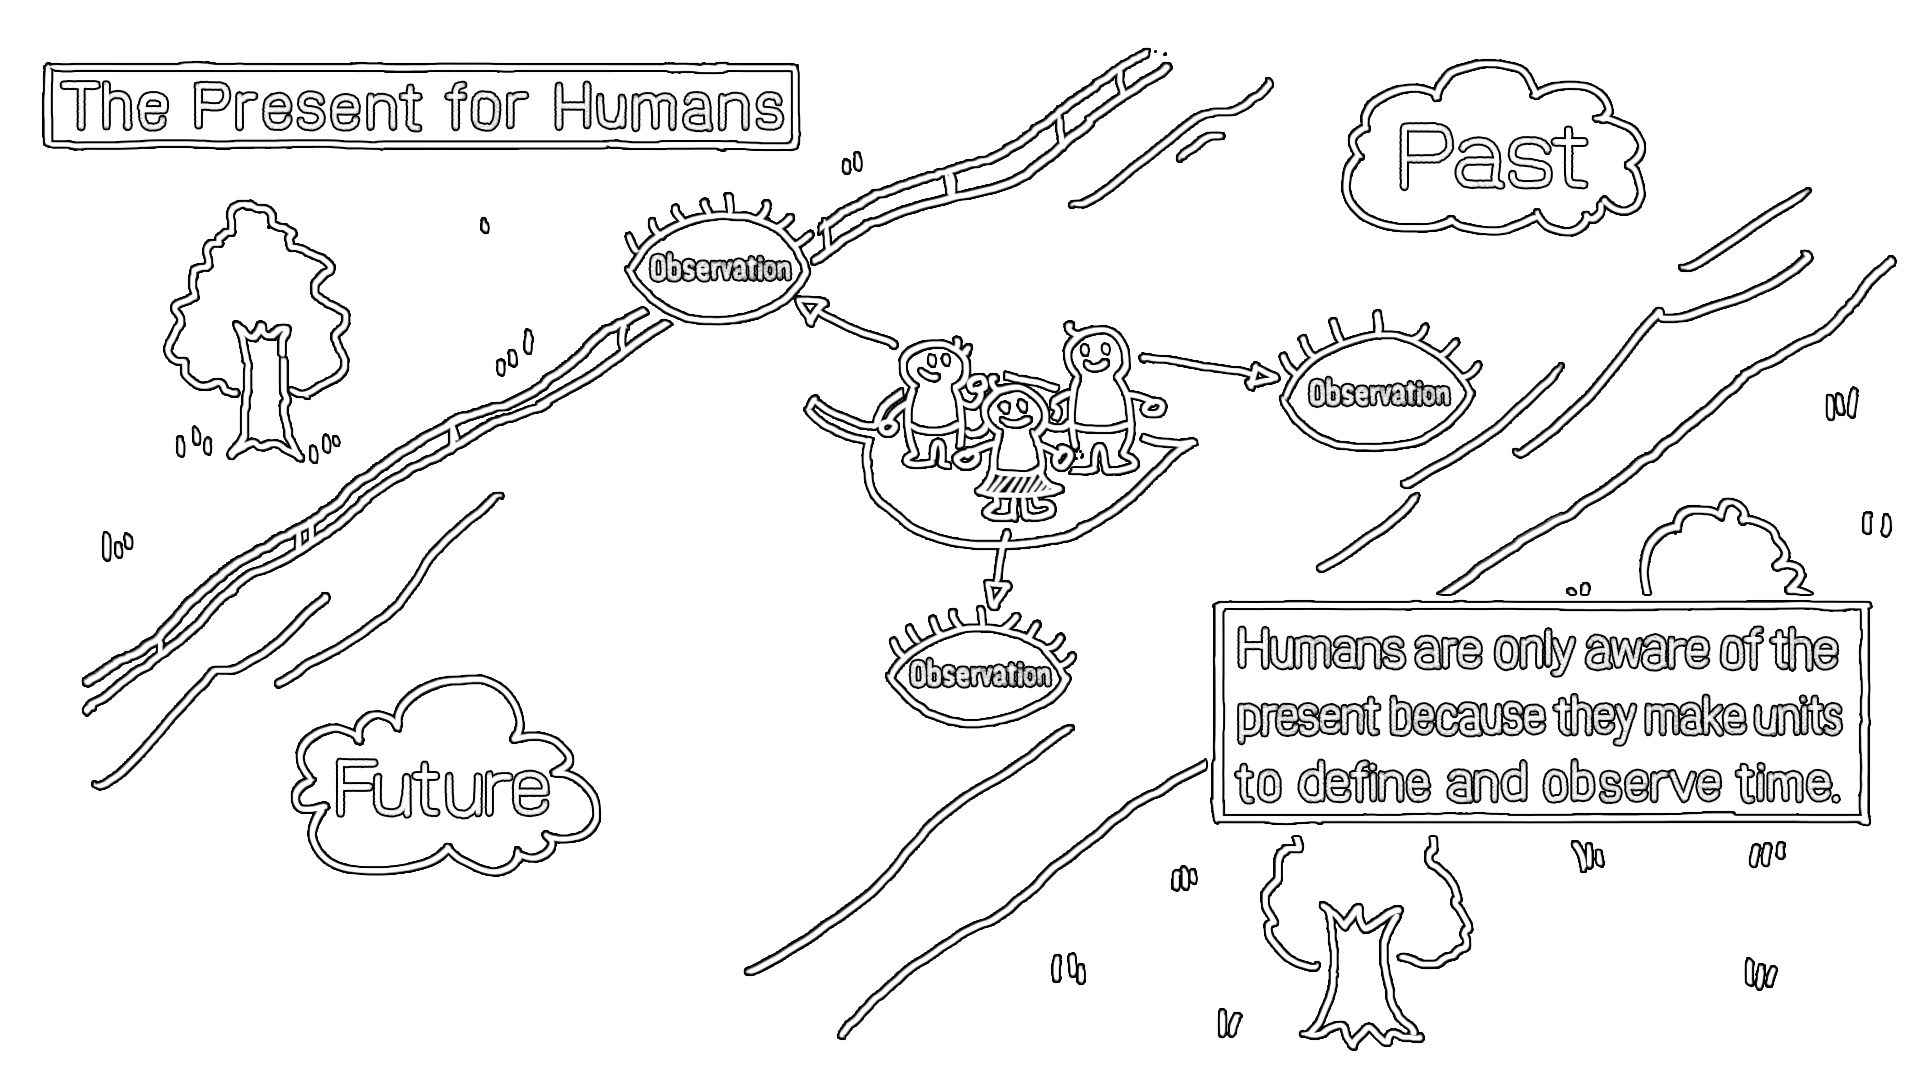 The Present for Humans
Past
Observation
Observation
Observation
Humans are only aware of the
present because they make units
to define and observe time.
Future